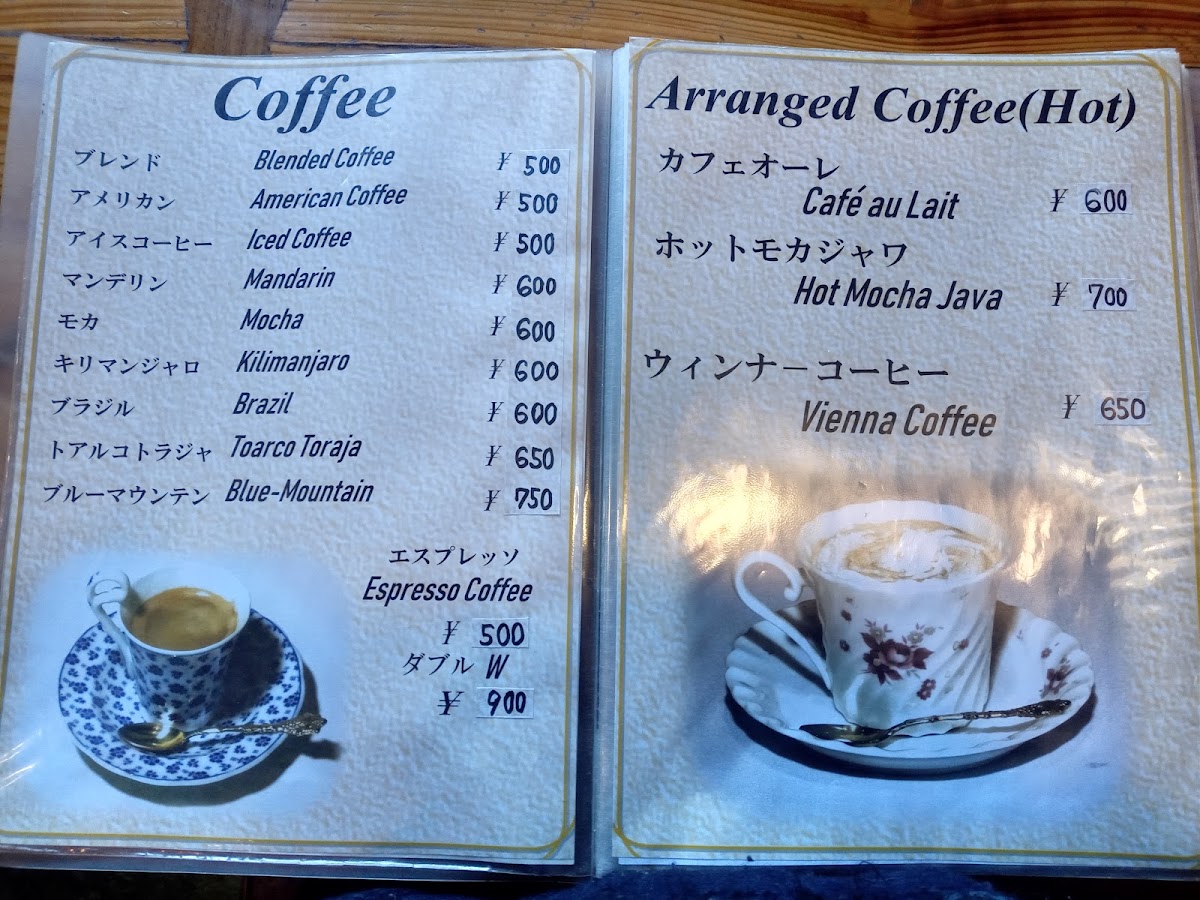 Coffee
ブレンド Blended Coffee ¥ 500
アメリカン American Coffee ¥ 500
アイスコーヒー Iced Coffee ¥ 500
マンデリン Mandarin ¥ 600
モカ Mocha ¥ 600
キリマンジャロ Kilimanjaro ¥ 600
ブラジル Brazil ¥ 600
トアルコトラジャ Toarco Toraja ¥ 650
ブルーマウンテン Blue-Mountain ¥ 750
エスプレッソ
Espresso Coffee
¥ 500
ダブル W
¥ 900
Arranged Coffee(Hot)
カフェオーレ
Café au Lait ¥ 600
ホットモカジャワ
Hot Mocha Java ¥ 700
ウィンナーコーヒー
Vienna Coffee ¥ 650